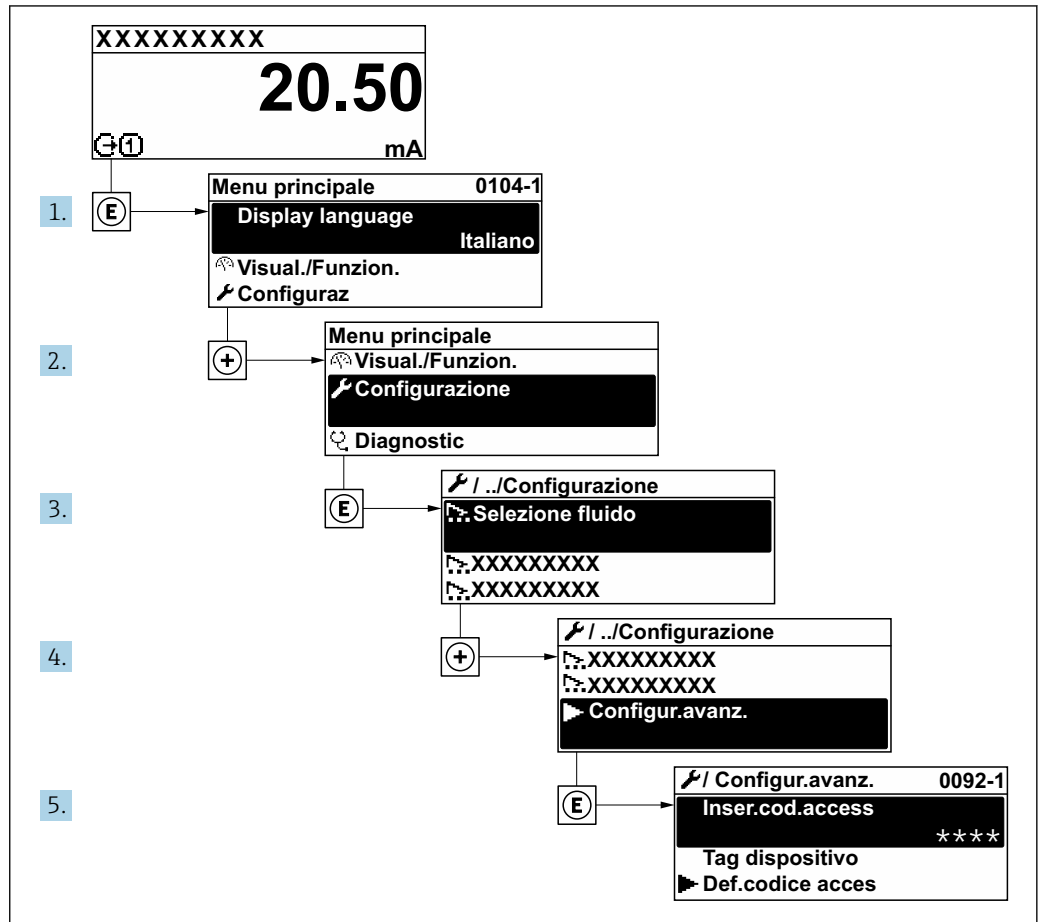 XXXXXXXXX
20.50
1
mA
1.
E
Menu principale 0104-1
Display language
Italiano
Visual./Funzion.
Configuraz
2.
+
Menu principale
Visual./Funzion.
Configurazione
Diagnostic
3.
E
/ ../Configurazione
Selezione fluido
XXXXXXXXX
XXXXXXXXX
4.
+
/ ../Configurazione
XXXXXXXXX
XXXXXXXXX
Configur.avanz.
5.
E
/ Configur.avanz. 0092-1
Inser.cod.access
****
Tag dispositivo
Def.codice acces